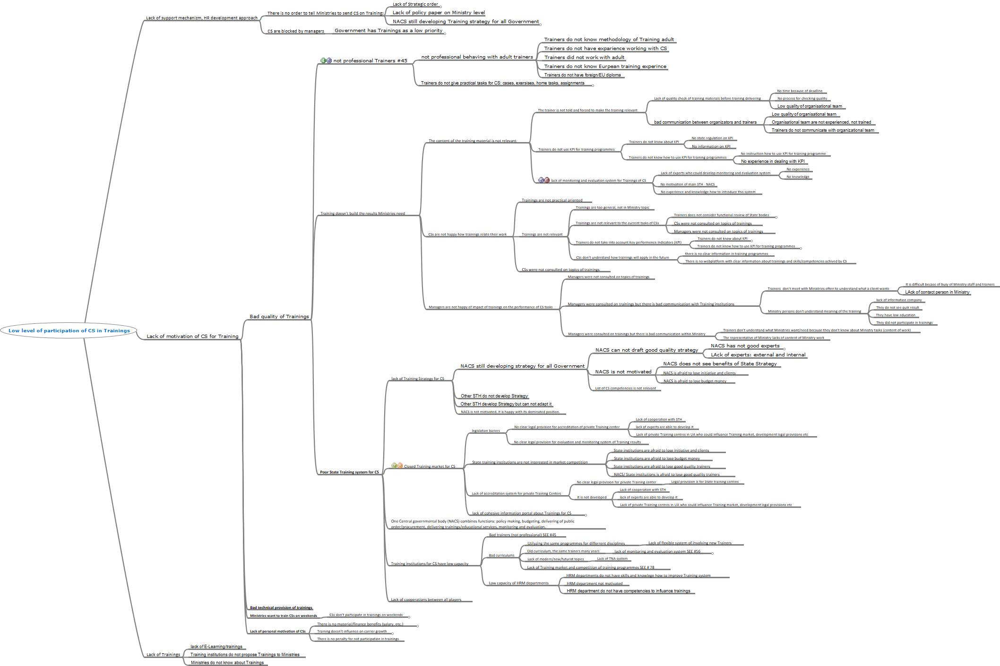 Lack of Strategic order
There is no order to tell Ministries to send CS on Trainings
Lack of policy paper on Ministry level
Lack of support mechanizm, HR development approach
NACS still developing Training strategy for all Government
CS are blocked by managers
Government has Trainings as a low priority
Trainers do not know methodology of Training adult
Trainers do not have exparience working with CS
not professional behaving with adult trainers
Trainers did not work with adult
4 5 not professional Trainers #45
Trainers do not know Eurpean training experince
Trainers do not have foreign/EU diploma
Trainers do not give practical tasks for CS: cases, exersises, home tasks, assignments
No time because of deadline
Lack of quality check of training materials before training delivering
No process for checking quality
Low quality of organisational team
The trainer is not told and forced to make the training relevant
Low quality of organisational team
bad communication between organizators and trainers
Organisational team are not experienced, not trained
Trainers do not communicate with organizational team
The content of the training material is not relevant
No state regulation on KPI
Trainers do not know about KPI
No information on KPI
Trainers do not use KPI for training programmes
No instruction how to use KPI for training programme
Trainers do not know how to use KPI for training programmes
No experience in dealing with KPI
No experience
Lack of experts who could develop monitoring and evaluation system
No knowledge
5 6 lack of monitoring and evaluation system for Trainings of CS
No motivation of main STH - NACS
No experience and knowledge how to introduce this system
Trainings are not practical oriented
Trainings are too general, not in Ministry topic
Training doesn't build the results Ministries need
Trainers does not consider functional review of State bodies
Trainings are not relevant to the current tasks of CSs
CSs were not consulted on topics of trainings
Managers were not consulted on topics of trainings
CSs are not happy how trainings relate their work
Trainings are not relevant
Trainers do not know about KPI
Trainers do not take into account Key performence Indicators (KPI)
Trainers do not know how to use KPI for training programmes
there is no clear information in training programmes
CSs don't understand how trainings will apply in the future
There is no webplatform with clear information about trainings and skills/competencies achived by CS
CSs were not consulted on topics of trainings
Managers were not consulted on topics of trainings
It is difficult becase of busy of Ministry staff and trainers
Trainers don't meet with Ministries often to understand what a client wants
LAck of contact person in Ministry
Managers were consulted on trainings but there is bad communication with Training institutions
lack of information company
Managers are not happy of impact of trainings on the performance of CS tasks
They do not see quik result
Ministry persons don't understand meaning of the training
They have low education
They did not participate in trainings
Bad quality of Trainings
Trainers don't understand what Ministries want/need because they don't know about Ministry tasks (content of work)
Managers were consulted on trainings but there is bad communication within Ministry
The representative of Ministry lacks of content of Ministry work
Low level of participation of CS in Trainings
Lack of motivation of CS for Training
NACS has not good experts
NACS can not draft good quality strategy
LAck of experts: external and internal
NACS still developing strategy for all Government
NACS does not see benefits of State Strategy
NACS is not motivated
NACS is afraid to lose initiative and clients
lack of Training Strategy for CS
NACS is afraid to lose budget money
List of CS competencies is not relevant
Other STH do not develop Strategy
Other STH develop Strategy but can not adapt it
NACS is not motivated. It is happy with its dominated position.
Lack of cooperation with STH
No clear legal provision for accreditation of private Training center
lack of experts are able to develop it
legislation bariers
Lack of private Training centres in UA who could influance Training market, development legal provisions etc
No clear legal provision for evaluation and monitoring system of Training results
State institutions are afraid to lose initiative and clients
State training institutions are not interested in market competition
State institutions are afraid to lose budget money
7 8 Closed Training market for CS
State institutions are afraid to lose good quality trainers
Poor State Training system for CS
NACS/ State institutions is afraid to lose good quality trainers
No clear legal provision for private Training center
Legal provision is for State training centres
Lack of accreditation system for private Training Centers
Lack of cooperation with STH
It is not developed
lack of experts are able to develop it
Lack of private Training centres in UA who could influance Training market, development legal provisions etc
lack of cohesive information portal about Trainings for CS
One Central governmental body (NACS) combines functions: policy making, budgeting, delivering of public
order/procurement, delivering trainings/educational services, monitoring and evaluation.
Bad trainers (not professional) SEE #45
Utilyzing the same programmes for differrent disciplines
Lack of flexible system of involving new Trainers
Old curriculum, the same trainers many years
lack of monitoring and evaluation system SEE #56
Bad curriculums
Lack of modern/new/futurist topics
Lack of TNA system
Training institutions for CS have low capacity
Lack of Training market and competition of training programmes SEE # 78
HRM departments do not have skills and knowlege how to improve Training system
Low capacity of HRM departments
HRM department not motivated
HRM department do not have competencies to influance trainings
Lack of cooperations between all players
Bad technical provision of trainings
Ministries want to train CSs on weekends
CSs don't participate in trainings on weekends
There is no material/finance benefits (salary, etc.)
Lack of personal motivation of CSs
Training doesn't influence on carrier growth
There is no penalty for not participation in trainings
lack of E-Learning/trainings
Lack of Trainings
Training institutions do not propose Trainings to Ministries
Ministries do not know about Trainings